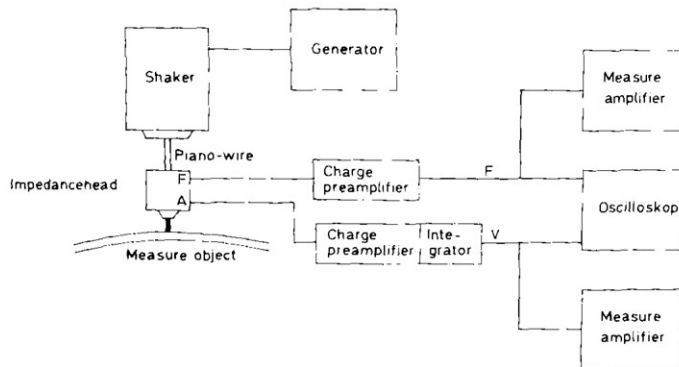 Shaker
Generator
Measure
amplifier
Piano-wire
Impedancehead
F
Charge
preamplifier
F
Oscilloskop
A
Charge
preamplifier
Inte-
grator
V
Measure object
Measure
amplifier